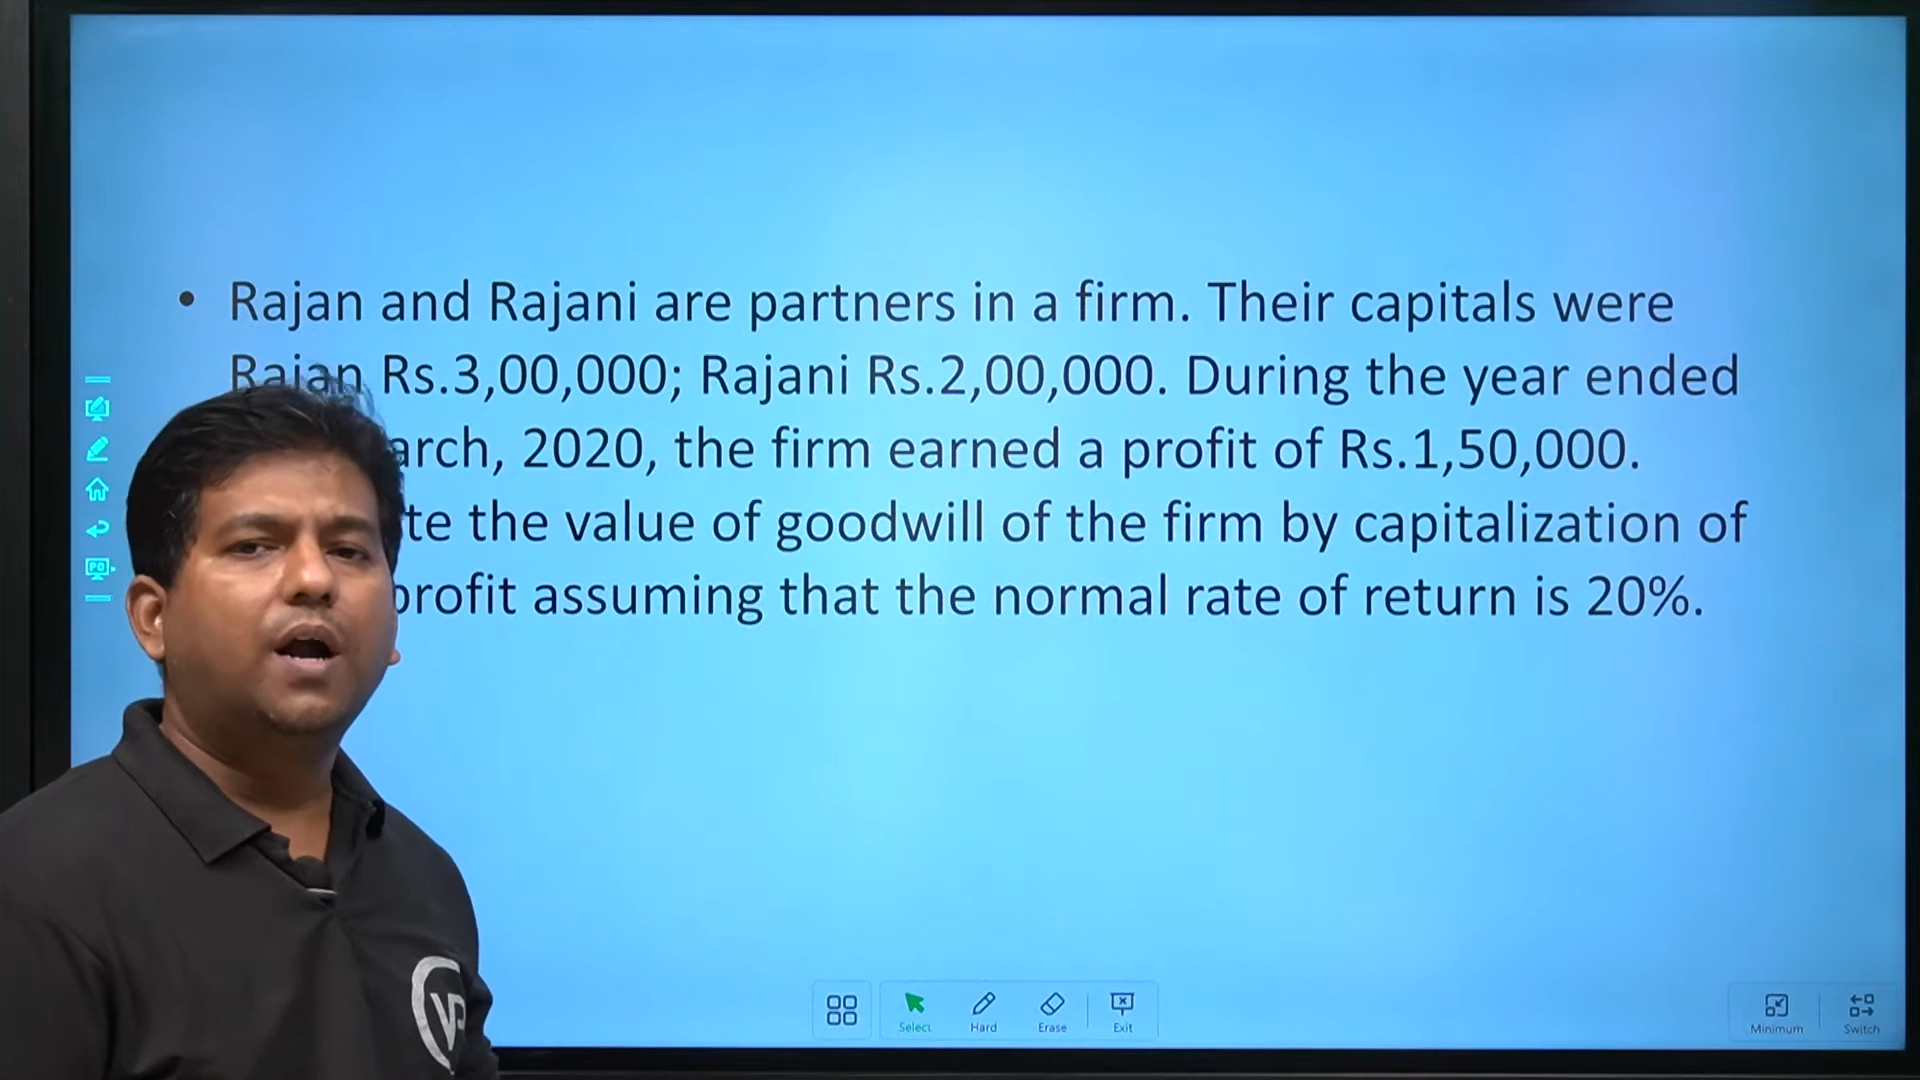 • Rajan and Rajani are partners in a firm. Their capitals were
Rajan Rs.3,00,000; Rajani Rs.2,00,000. During the year ended
arch, 2020, the firm earned a profit of Rs.1,50,000.
te the value of goodwill of the firm by capitalization of
profit assuming that the normal rate of return is 20%.
PD
VP
Select Hard Erase Exit
Minimum Switch